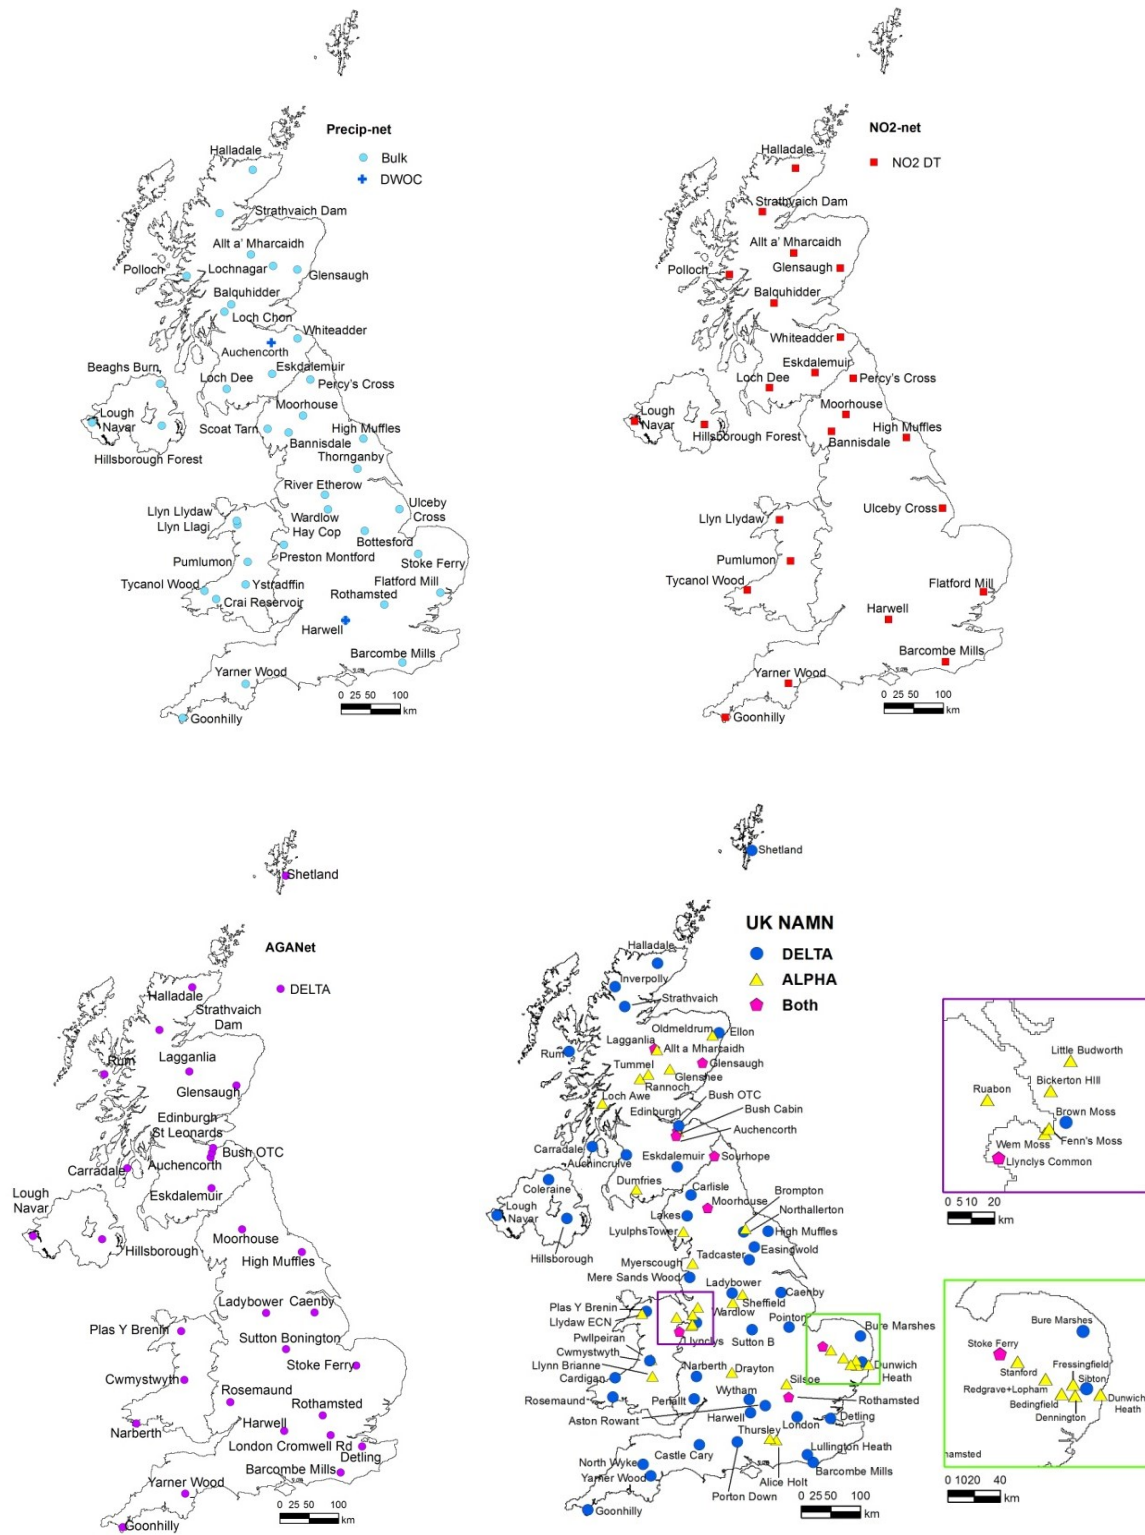 Precip-net
Bulk
DWOC
Halladale
Strathvaich Dam
Allt a' Mharcaidh
Polloch
Lochnagar
Glensaugh
Balquhidder
Loch Chon
Whiteadder
Auchencorth
Beaghs Burn
Eskdalemuir
Loch Dee
Percy's Cross
Moorhouse
Lough
Navar
Scoat Tarn
High Muffles
Bannisdale
Hillsborough Forest
Thornganby
River Etherow
Llyn Llydaw
Llyn Llagi
Wardlow
Hay Cop
Ulceby
Cross
Bottesford
Preston Montford
Stoke Ferry
Pumlumon
Tycanol Wood
Ystradffin
Flatford Mill
Rothamsted
Crai Reservoir
Harwell
Barcombe Mills
Yarner Wood
Goonhilly
0 25 50 100
km
NO2-net
NO2 DT
Halladale
Strathvaich Dam
Allt a' Mharcaidh
Polloch
Glensaugh
Balquhidder
Whiteadder
Eskdalemuir
Loch Dee
Percy's Cross
Moorhouse
Lough
Navar
Hillsborough Forest
High Muffles
Bannisdale
Ulceby Cross
Llyn Llydaw
Pumlumon
Tycanol Wood
Flatford Mill
Harwell
Barcombe Mills
Yarner Wood
Goonhilly
0 25 50 100
km
Shetland
AGANet
DELTA
Halladale
Strathvaich
Dam
Rum
Lagganlia
Glensaugh
Edinburgh
St Leonards
Bush OTC
Auchencorth
Carradale
Eskdalemuir
Lough
Navar
Hillsborough
Moorhouse
High Muffles
Ladybower
Caenby
Plas Y Brenin
Sutton Bonington
Stoke Ferry
Cwmystwyth
Rosemaund
Rothamsted
Narberth
Harwell
London Cromwell Rd
Detling
Barcombe Mills
Yarner Wood
Goonhilly
0 25 50 100
km
Shetland
UK NAMN
DELTA
ALPHA
Both
Halladale
Inverpolly
Strathvaich
Oldmeldrum
Ellon
Lagganlia
Allt a Mharcaidh
Rum
Tummel
Glensaugh
Glenshee
Rannoch
Loch Awe
Bush OTC
Edinburgh
Bush Cabin
Auchencorth
Carradale
Auchincruive
Eskdalemuir
Sourhope
Coleraine
Dumfries
Carlisle
Brompton
Lough
Navar
Moorhouse
Northallerton
Lakes
LyulphsTower
High Muffles
Hillsborough
Easingwold
Tadcaster
Myerscough
Mere Sands Wood
Ladybower
Caenby
Plas Y Brenin
Sheffield
Llydaw ECN
Wardlow
Pointon
Bure Marshes
Pwllpeiran
Llynclys
Sutton B
Cwmystwyth
Llynn Brianne
Narberth
Drayton
Dunwich
Heath
Cardigan
Silsoe
Rosemaund
Penallt
Wytham
Rothamsted
Aston Rowant
Harwell
London
Detling
Thursley
Lullington Heath
Castle Cary
North Wyke
Yarner Wood
Alice Holt
Barcombe Mills
Porton Down
Goonhilly
0 25 50 100
km
Little Budworth
Bickerton HIll
Ruabon
Brown Moss
Wem Moss
Fenn's Moss
Llynclys Common
0 5 10 20
km
Bure Marshes
Stoke Ferry
Stanford
Fressingfield
Redgrave+Lopham
Sibton
Bedingfield
Dunwich
Heath
Dennington
hamsted
0 1020 40
km